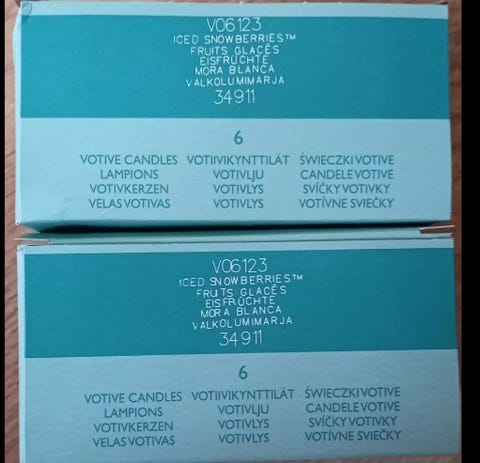 V06123
ICED SNOWBERRIES™
FRUITS GLACÉS
EISFRÜCHTE
MORA BLANCA
VALKOLUMIMARJA
34911
6
VOTIVE CANDLES VOTIIVIKYNTTILÄT ŚWIECZKI VOTIVE
LAMPIONS VOTIVLJU CANDELE VOTIVE
VOTIVKERZEN VOTIVLYS SVÍČKY VOTIVKY
VELAS VOTIVAS VOTIVLYS VOTÍVNE SVIEČKY
V06123
ICED SNOWBERRIES™
FRUITS GLACÉS
EISFRÜCHTE
MORA BLANCA
VALKOLUMIMARJA
34911
6
VOTIVE CANDLES VOTIIVIKYNTTILÄT ŚWIECZKI VOTIVE
LAMPIONS VOTIVLJU CANDELE VOTIVE
VOTIVKERZEN VOTIVLYS SVÍČKY VOTIVKY
VELAS VOTIVAS VOTIVLYS VOTÍVNE SVIEČKY